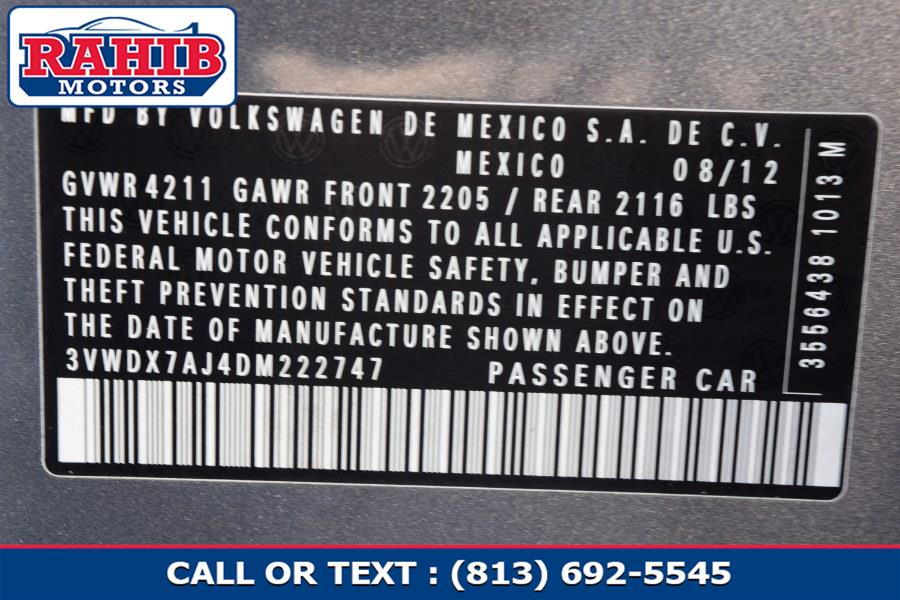 RAHIB
MOTORS
MFD BY VOLKSWAGEN DE MEXICO S.A. DE C.V.
MEXICO 08/12
GVWR 4211 GAWR FRONT 2205 / REAR 2116 LBS
THIS VEHICLE CONFORMS TO ALL APPLICABLE U.S.
FEDERAL MOTOR VEHICLE SAFETY, BUMPER AND
THEFT PREVENTION STANDARDS IN EFFECT ON
THE DATE OF MANUFACTURE SHOWN ABOVE.
3VWDX7AJ4DM222747 PASSENGER CAR
3556438 1013 M
CALL OR TEXT : (813) 692-5545